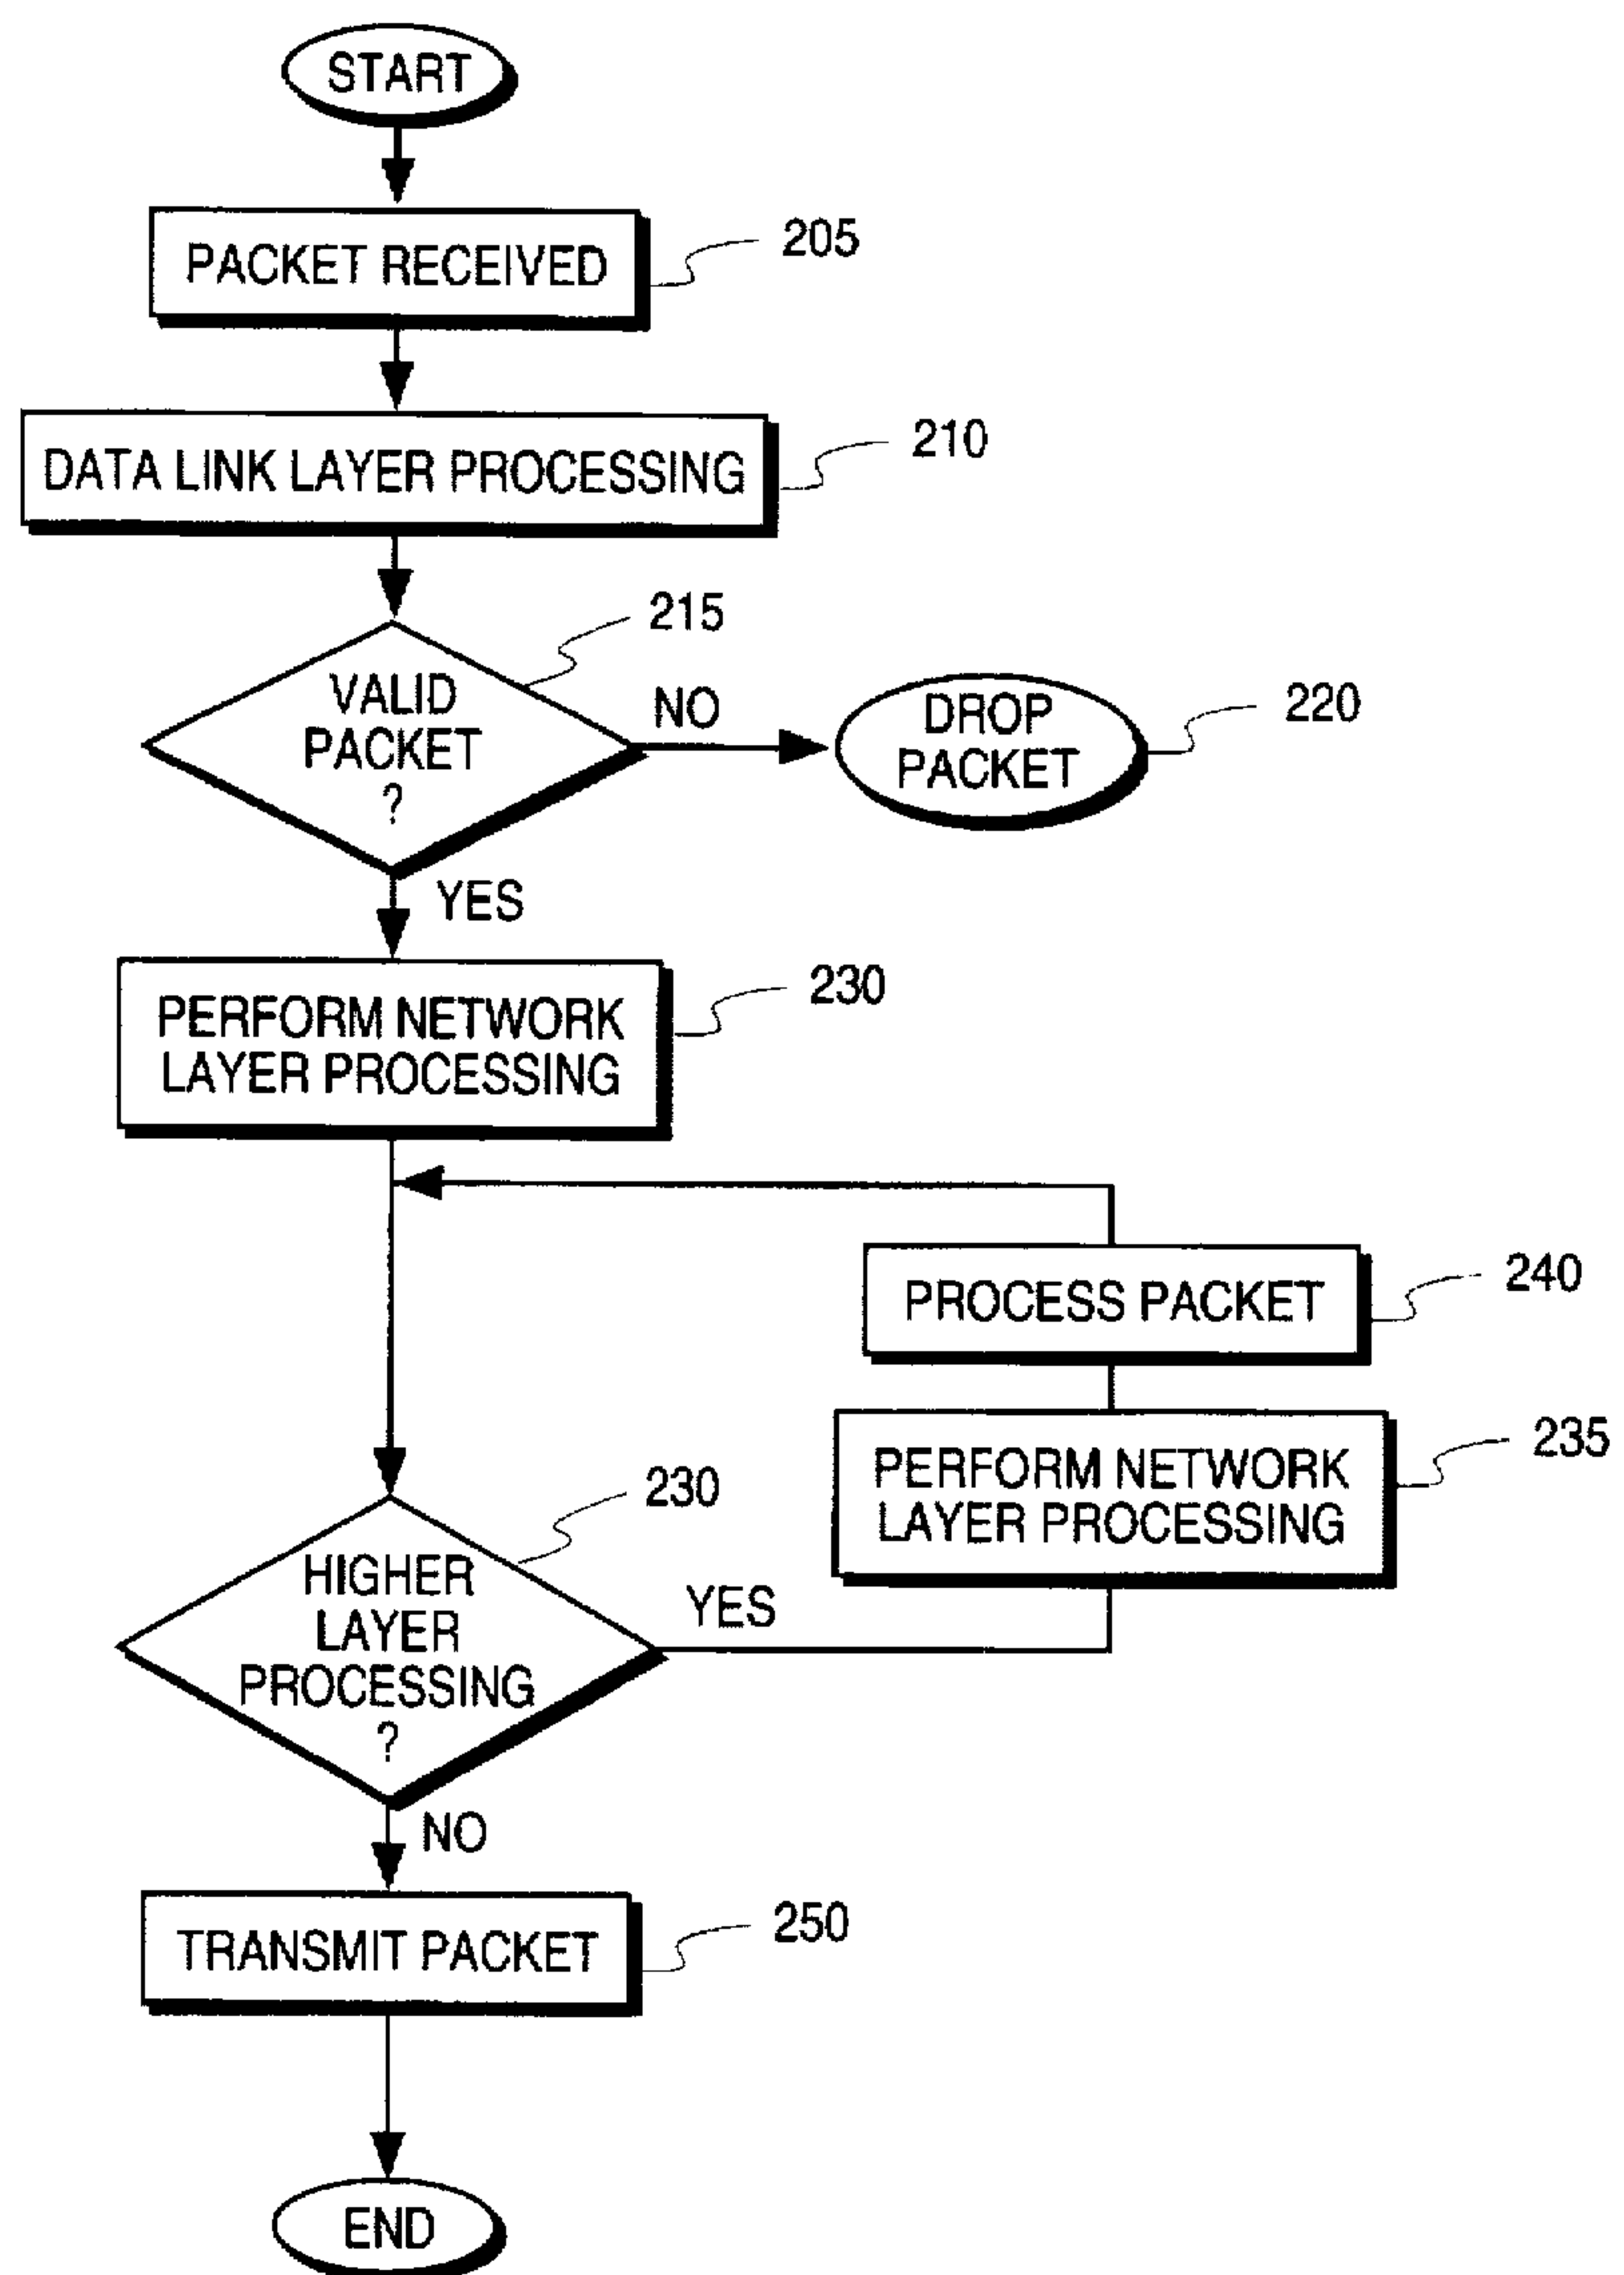 START
PACKET RECEIVED
205
DATA LINK LAYER PROCESSING
210
215
VALID
PACKET
?
NO
DROP
PACKET
220
YES
PERFORM NETWORK
LAYER PROCESSING
230
PROCESS PACKET
240
PERFORM NETWORK
LAYER PROCESSING
235
230
HIGHER
LAYER
PROCESSING
?
YES
NO
TRANSMIT PACKET
250
END